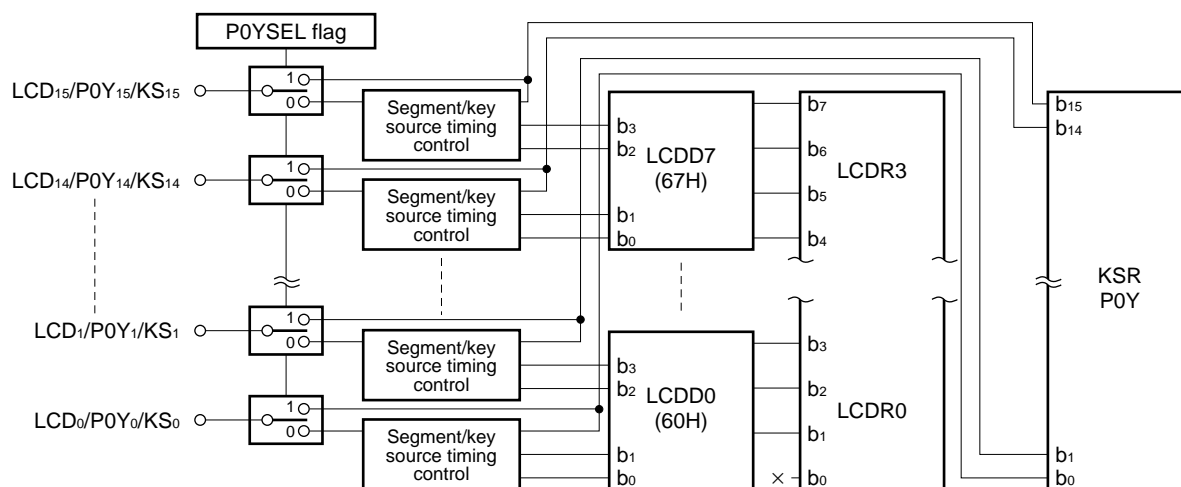 P0YSEL flag
LCD15/P0Y15/KS15
1
0
Segment/key
source timing
control
b3
b2
LCDD7
(67H)
b7
b6
b5
b4
LCDR3
b15
b14
LCD14/P0Y14/KS14
1
0
Segment/key
source timing
control
b1
b0
KSR
P0Y
LCD1/P0Y1/KS1
1
0
Segment/key
source timing
control
b3
b2
LCDD0
(60H)
b3
b2
b1
b0
LCDR0
LCD0/P0Y0/KS0
1
0
Segment/key
source timing
control
b1
b0
×
b1
b0